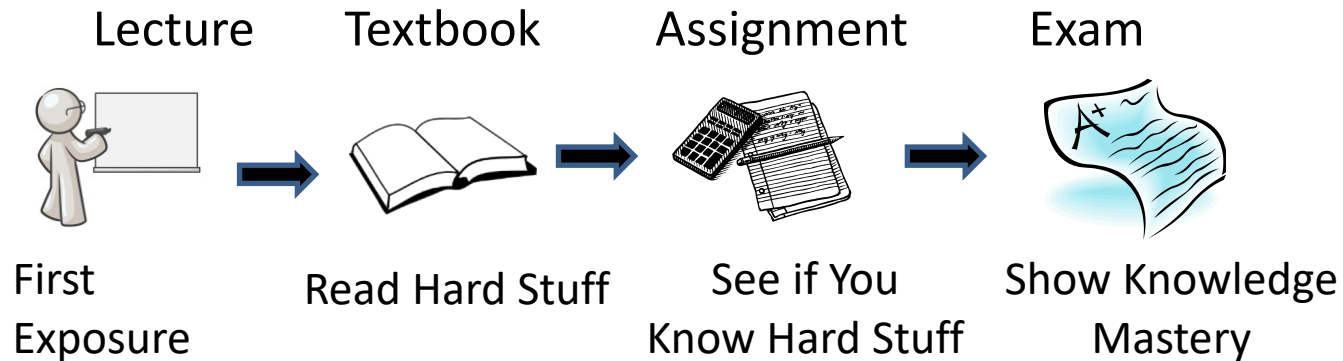 Lecture
Textbook
Assignment
Exam
A+
First
Exposure
Read Hard Stuff
See if You
Know Hard Stuff
Show Knowledge
Mastery